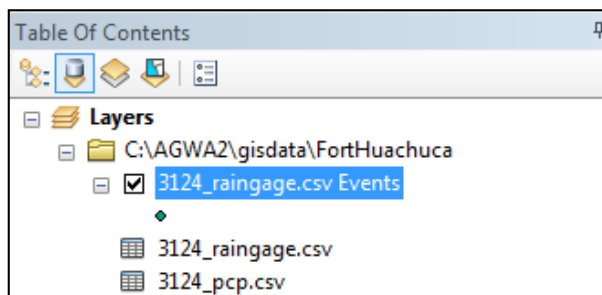 Table Of Contents
Layers
C:\AGWA2\gisdata\FortHuachuca
3124_raingage.csv Events
3124_raingage.csv
3124_pcp.csv